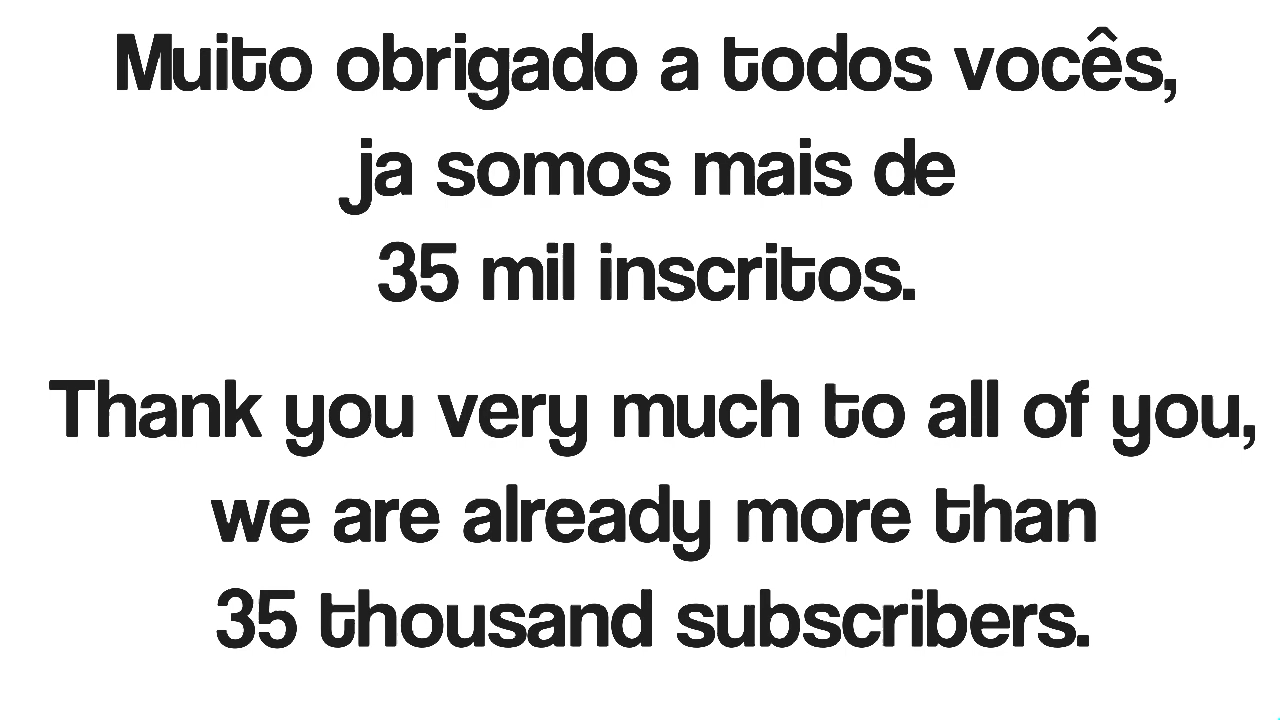 Muito obrigado a todos vocês,
ja somos mais de
35 mil inscritos.
Thank you very much to all of you,
we are already more than
35 thousand subscribers.